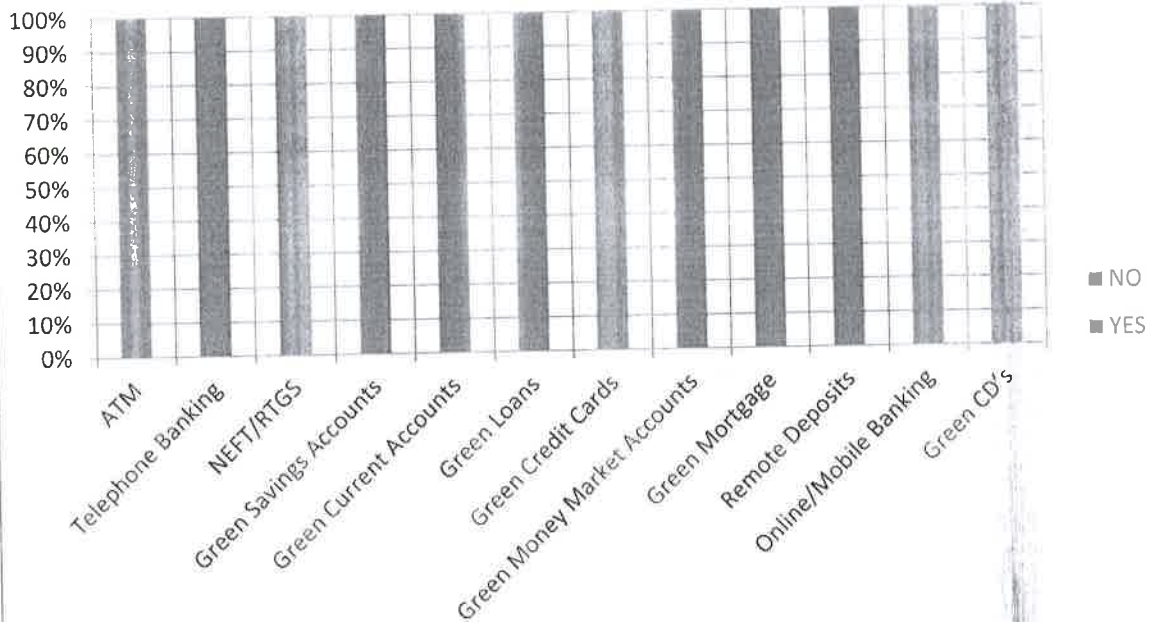 100%
90%
80%
70%
60%
50%
40%
30%
20%
10%
0%
ATM
Telephone Banking
NEFT/RTGS
Green Savings Accounts
Green Current Accounts
Green Loans
Green Credit Cards
Green Money Market Accounts
Green Mortgage
Remote Deposits
Online/Mobile Banking
Green CD's
NO
YES